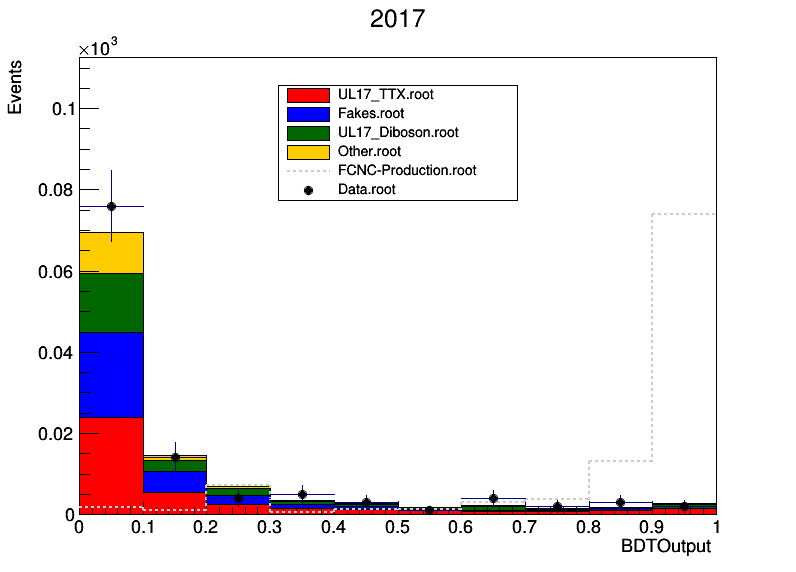 2017
×10³
Events
0.1
0.08
0.06
0.04
0.02
0
UL17_TTX.root
Fakes.root
UL17_Diboson.root
Other.root
FCNC-Production.root
Data.root
0 0.1 0.2 0.3 0.4 0.5 0.6 0.7 0.8 0.9 1
BDTOutput